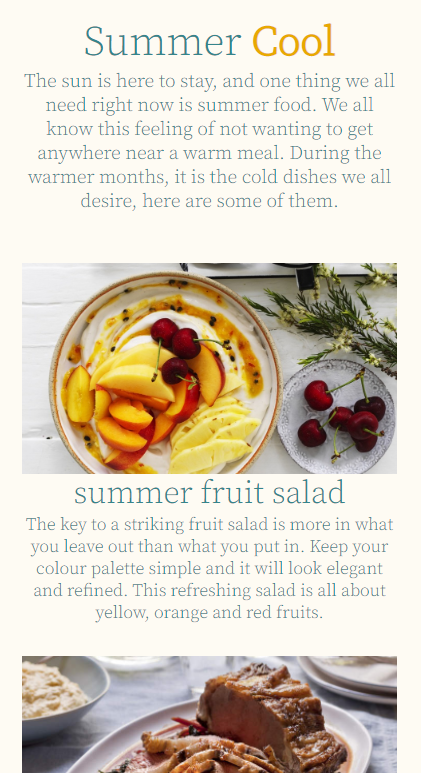 Summer Cool
The sun is here to stay, and one thing we all
need right now is summer food. We all
know this feeling of not wanting to get
anywhere near a warm meal. During the
warmer months, it is the cold dishes we all
desire, here are some of them.
summer fruit salad
The key to a striking fruit salad is more in what
you leave out than what you put in. Keep your
colour palette simple and it will look elegant
and refined. This refreshing salad is all about
yellow, orange and red fruits.